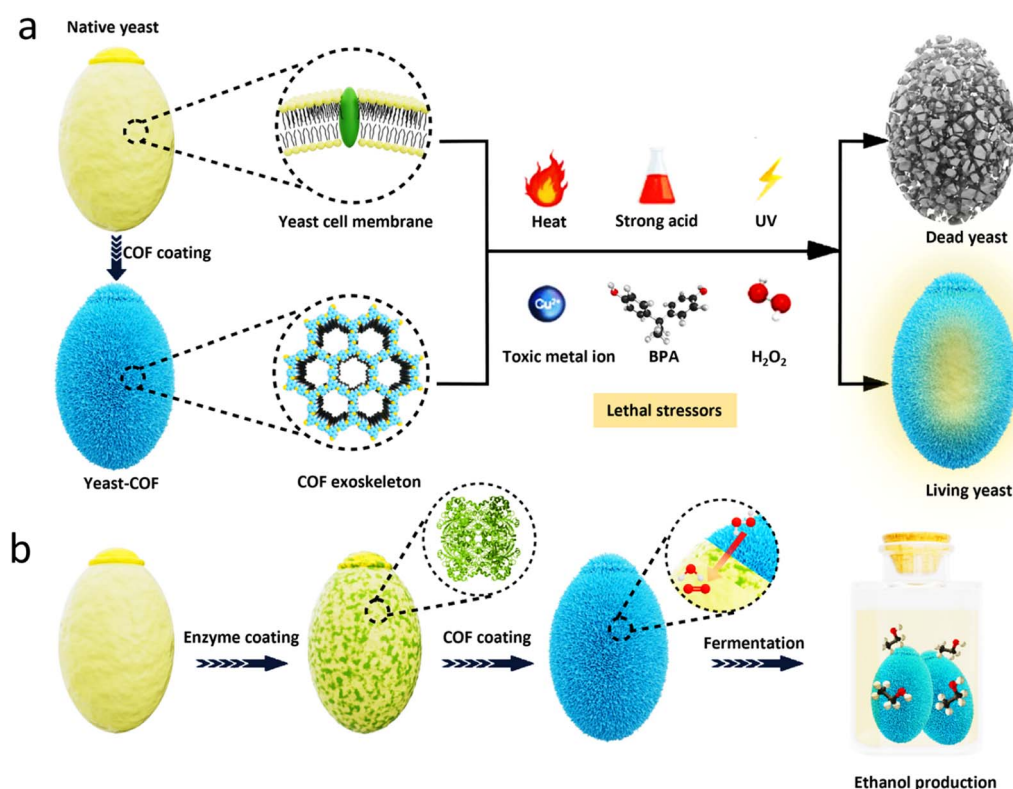 a
Native yeast
Yeast cell membrane
COF coating
Heat
Strong acid
UV
Dead yeast
Cu²⁺
Toxic metal ion
BPA
H₂O₂
Lethal stressors
Yeast-COF
COF exoskeleton
Living yeast
b
Enzyme coating
COF coating
Fermentation
Ethanol production